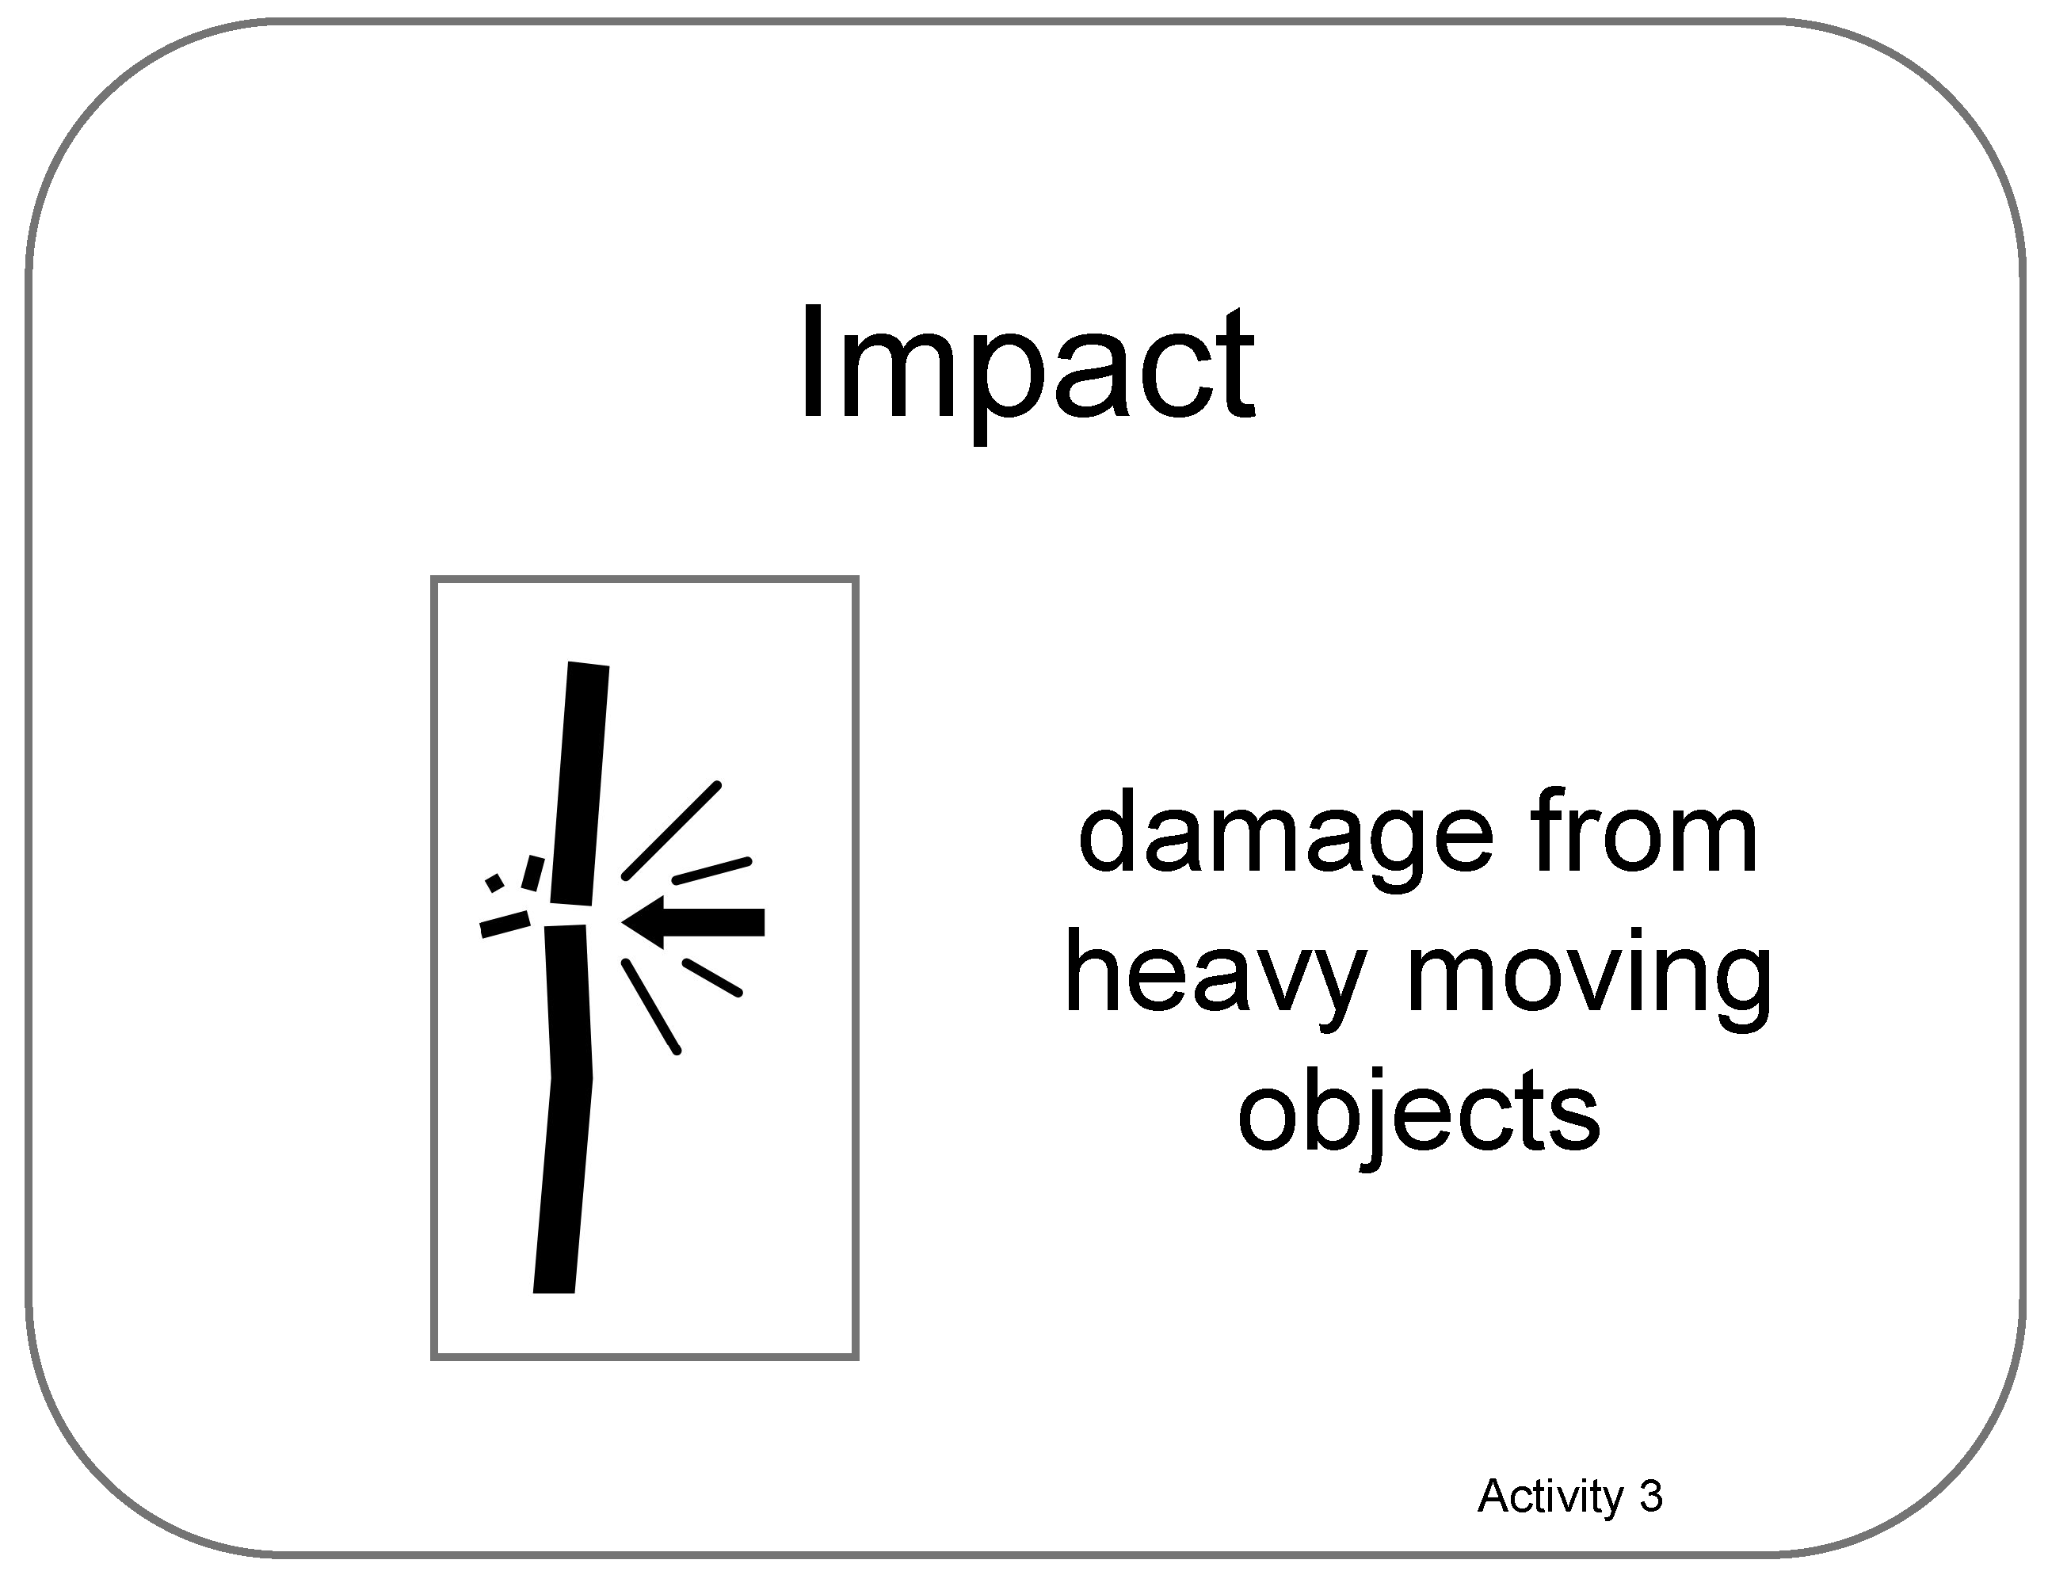 Impact
damage from
heavy moving
objects
Activity 3